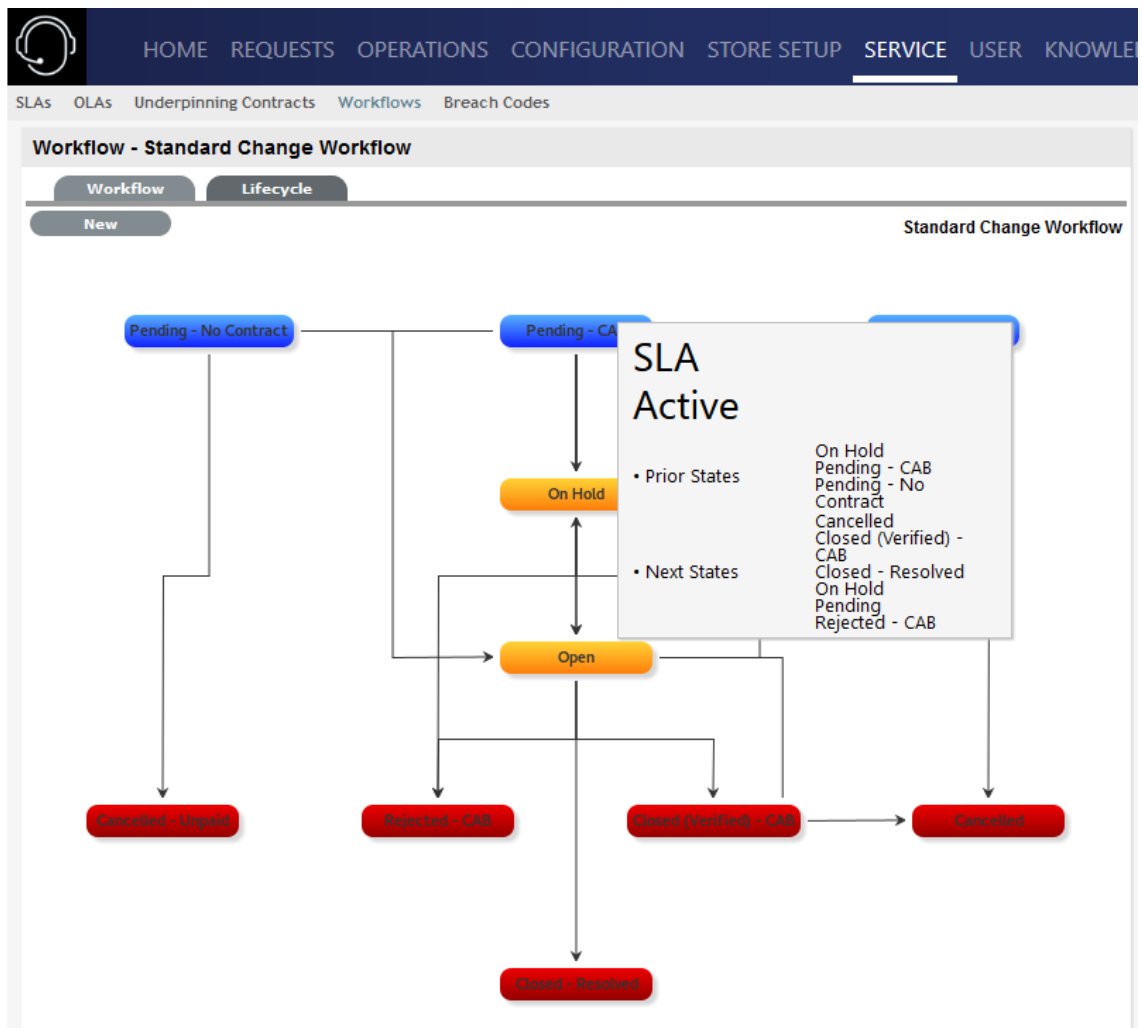 HOME REQUESTS OPERATIONS CONFIGURATION STORE SETUP SERVICE USER
SLAs OLAs Underpinning Contracts Workflows Breach Codes
Workflow - Standard Change Workflow
Workflow Lifecycle
New
Standard Change Workflow
Pending - No Contract
Pending - CA
SLA
Active
• Prior States
On Hold
Pending - CAB
Pending - No
Contract
• Next States
Cancelled
Closed (Verified) -
CAB
Closed - Resolved
On Hold
Pending
Rejected - CAB
On Hold
Open
Cancelled - Unpaid
Rejected - CAB
Closed (Verified) - CAB
Cancelled
Closed - Resolved